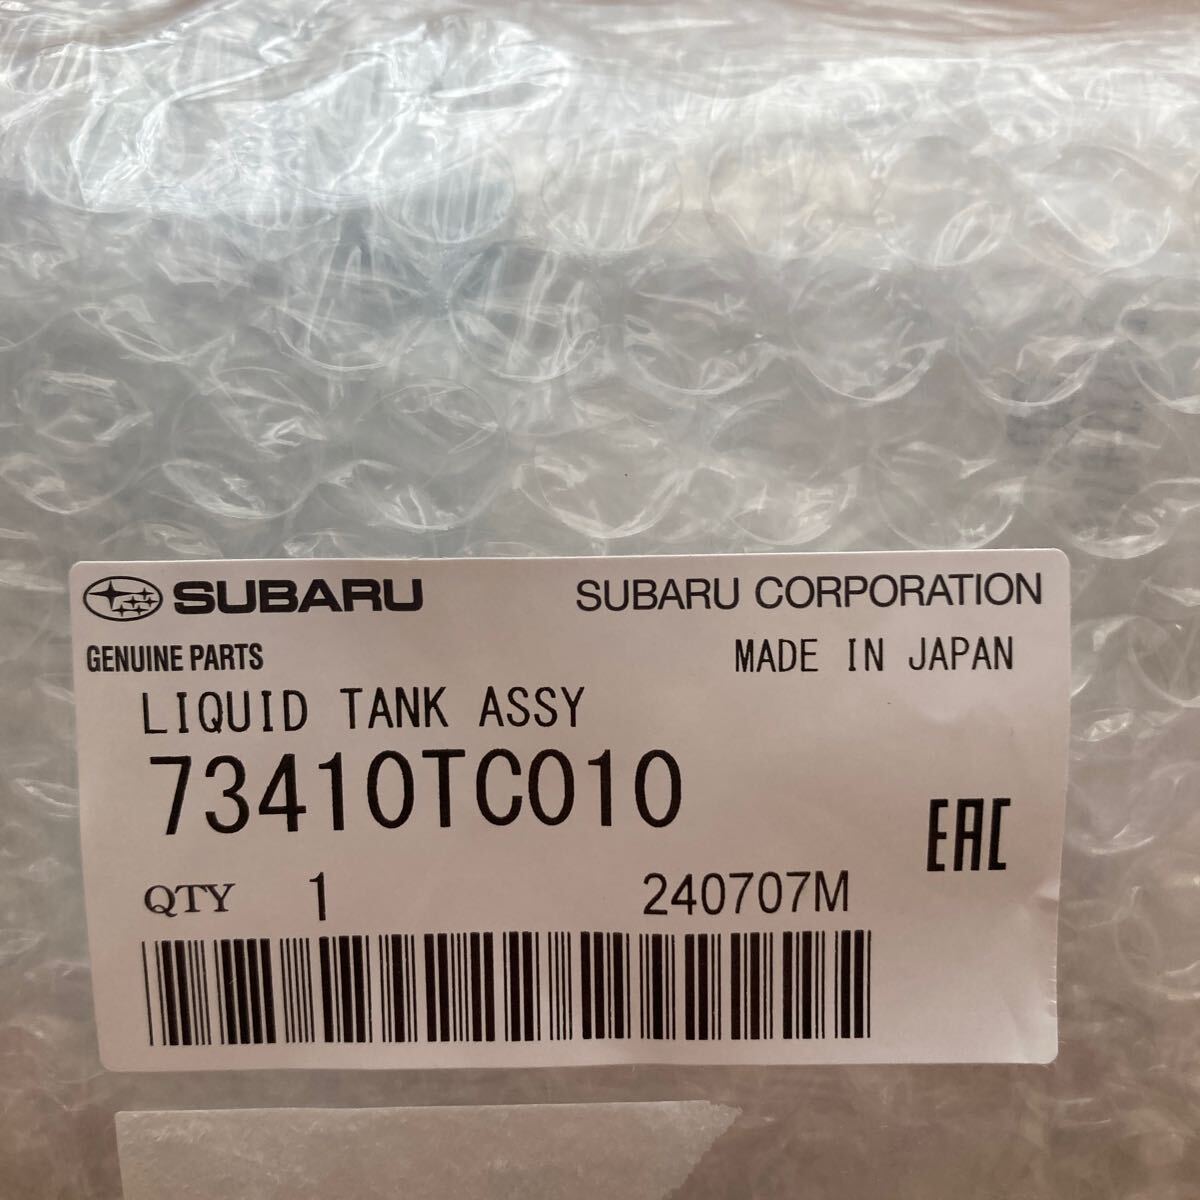 SUBARU SUBARU CORPORATION
GENUINE PARTS MADE IN JAPAN
LIQUID TANK ASSY
73410TC010
EAC
QTY 1 240707M